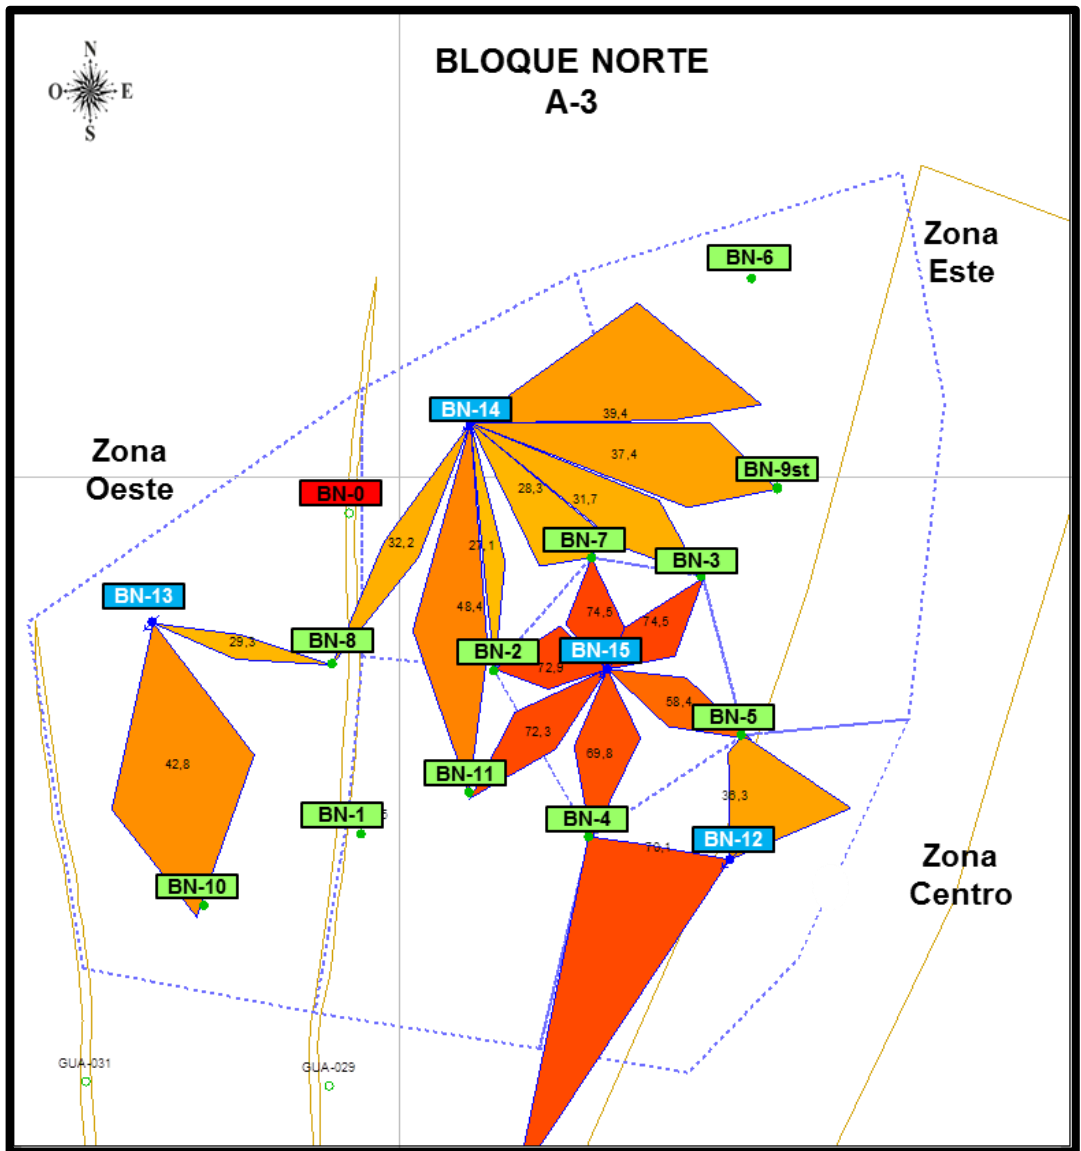 BLOQUE NORTE
A-3
N
O
E
S
Zona
Este
BN-6
BN-14
39,4
Zona
Oeste
37,4
BN-9st
BN-0
28,3
31,7
32,2
27,1
BN-7
BN-3
BN-13
48,4
74,5
74,5
29,3
BN-8
BN-2
BN-15
72,9
58,4
BN-5
72,3
69,8
42,8
BN-11
BN-1
BN-4
BN-12
Zona
Centro
BN-10
GUA-031
GUA-029